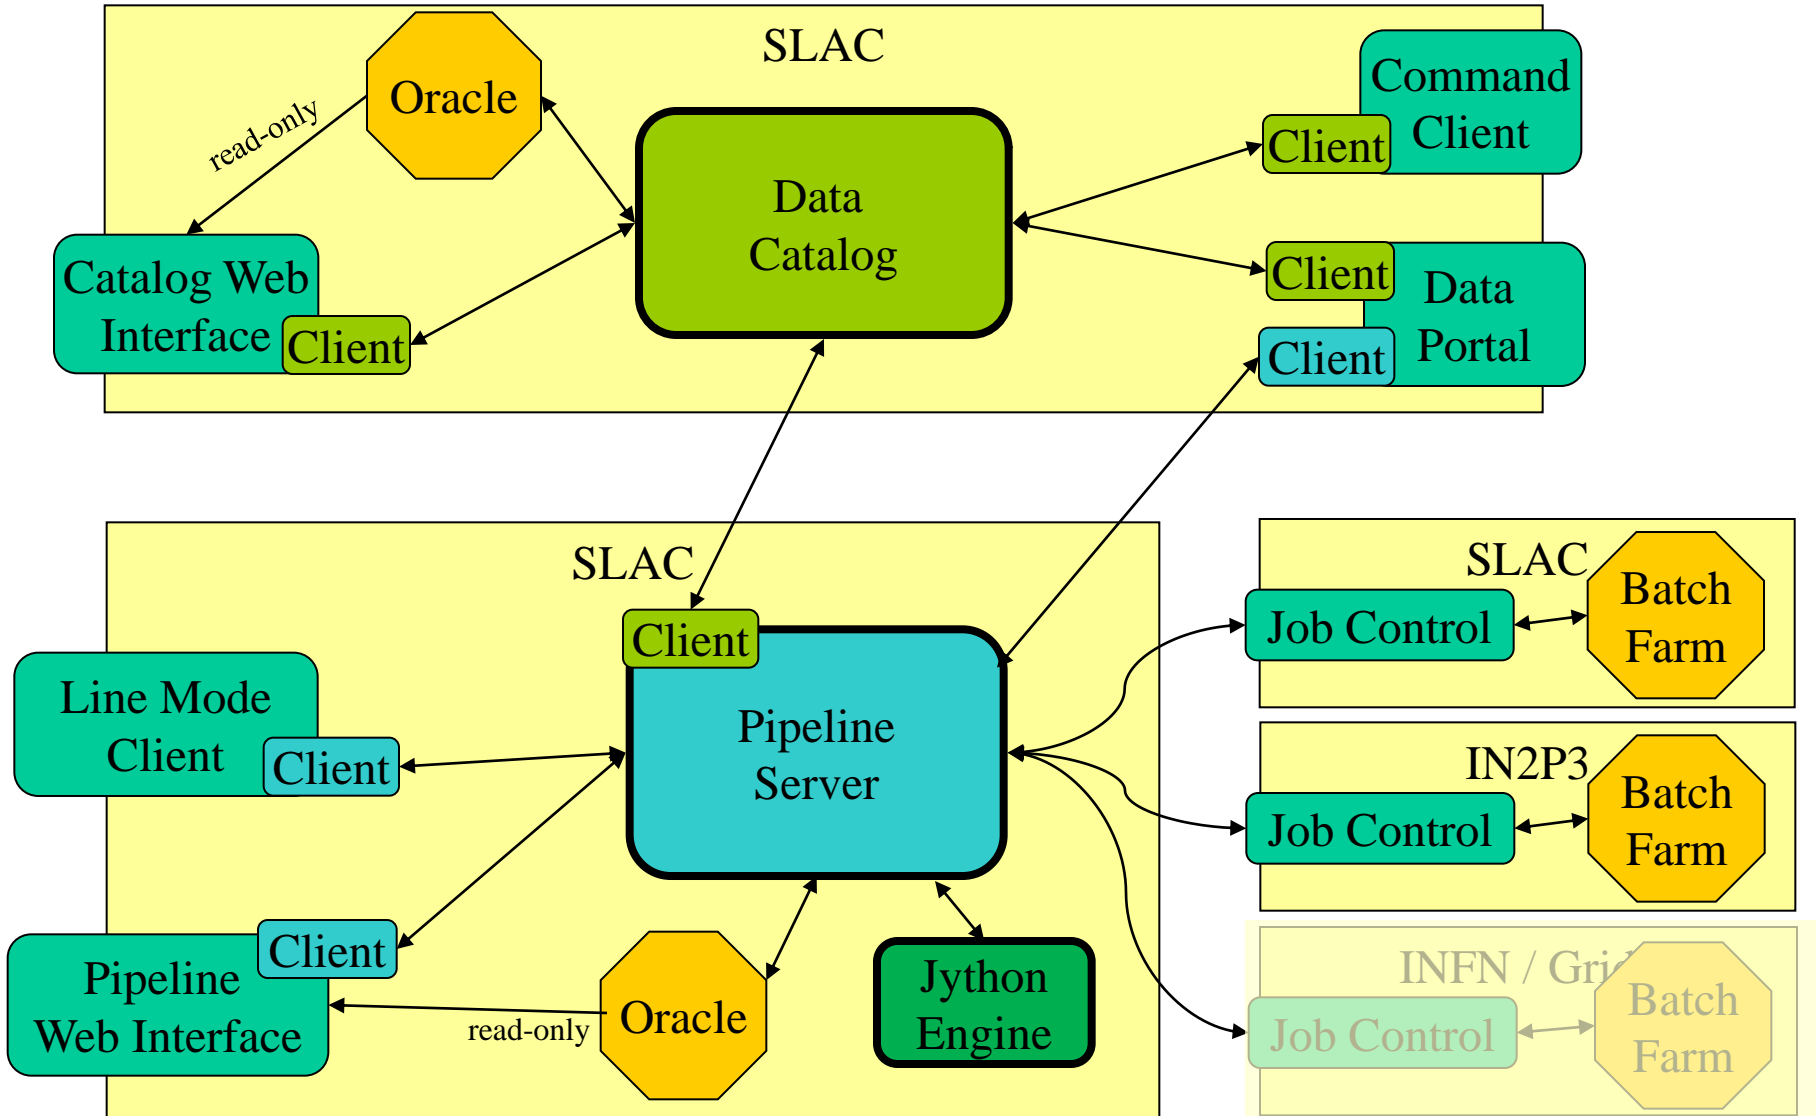 SLAC
Oracle
read-only
Command
Client
Client
Data
Catalog
Catalog Web
Interface
Client
Client
Data
Portal
Client
SLAC
Client
Line Mode
Client
Client
Pipeline
Server
Client
Pipeline
Web Interface
read-only
Oracle
Jython
Engine
SLAC
Job Control
Batch
Farm
IN2P3
Job Control
Batch
Farm
INFN / Grid
Job Control
Batch
Farm